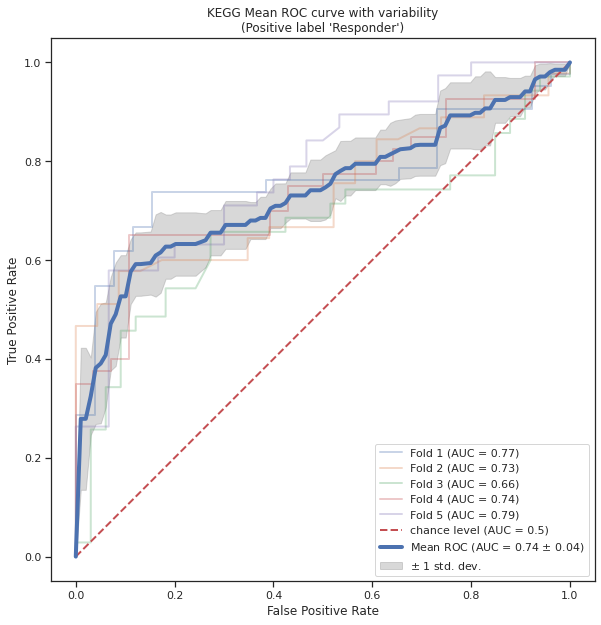 KEGG Mean ROC curve with variability
(Positive label 'Responder')
True Positive Rate
1.0
0.8
0.6
0.4
0.2
0.0
Fold 1 (AUC = 0.77)
Fold 2 (AUC = 0.73)
Fold 3 (AUC = 0.66)
Fold 4 (AUC = 0.74)
Fold 5 (AUC = 0.79)
chance level (AUC = 0.5)
Mean ROC (AUC = 0.74 ± 0.04)
± 1 std. dev.
0.0 0.2 0.4 0.6 0.8 1.0
False Positive Rate